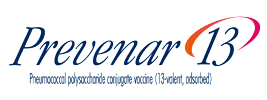 Prevenar 13
Pneumococcal polysaccharide conjugate vaccine (13-valent, adsorbed)